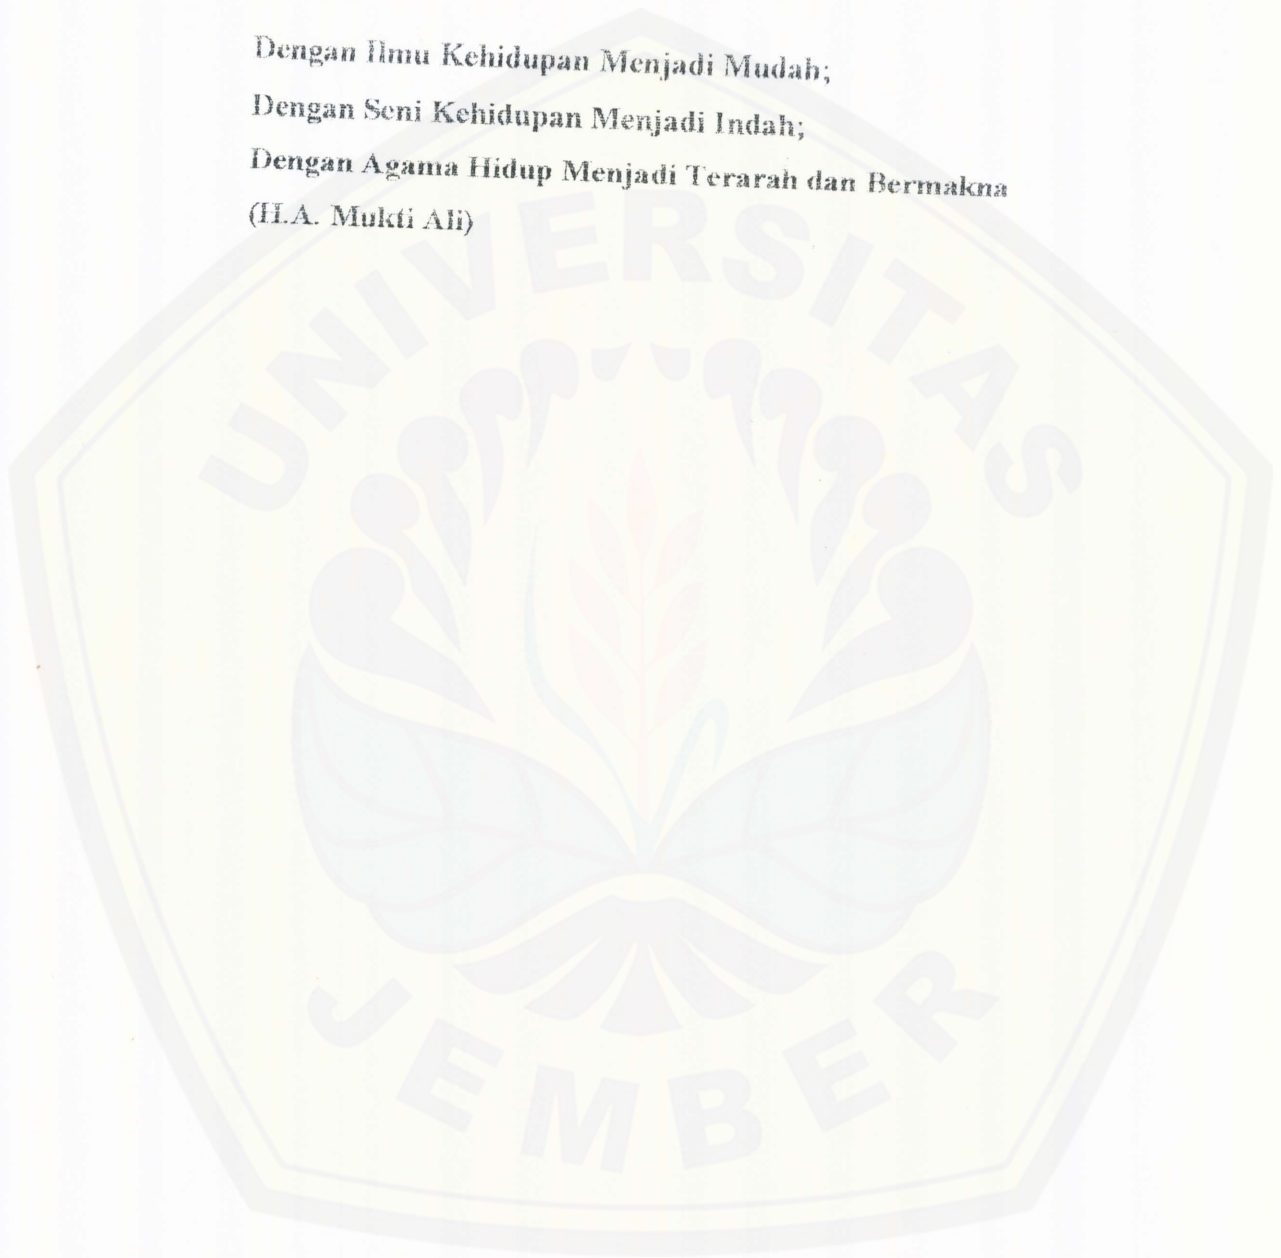 Dengan Ilmu Kehidupan Menjadi Mudah;
Dengan Seni Kehidupan Menjadi Indah;
Dengan Agama Hidup Menjadi Terarah dan Bermakna
(H.A. Mukti Ali)
UNIVERSITAS
JEMBER